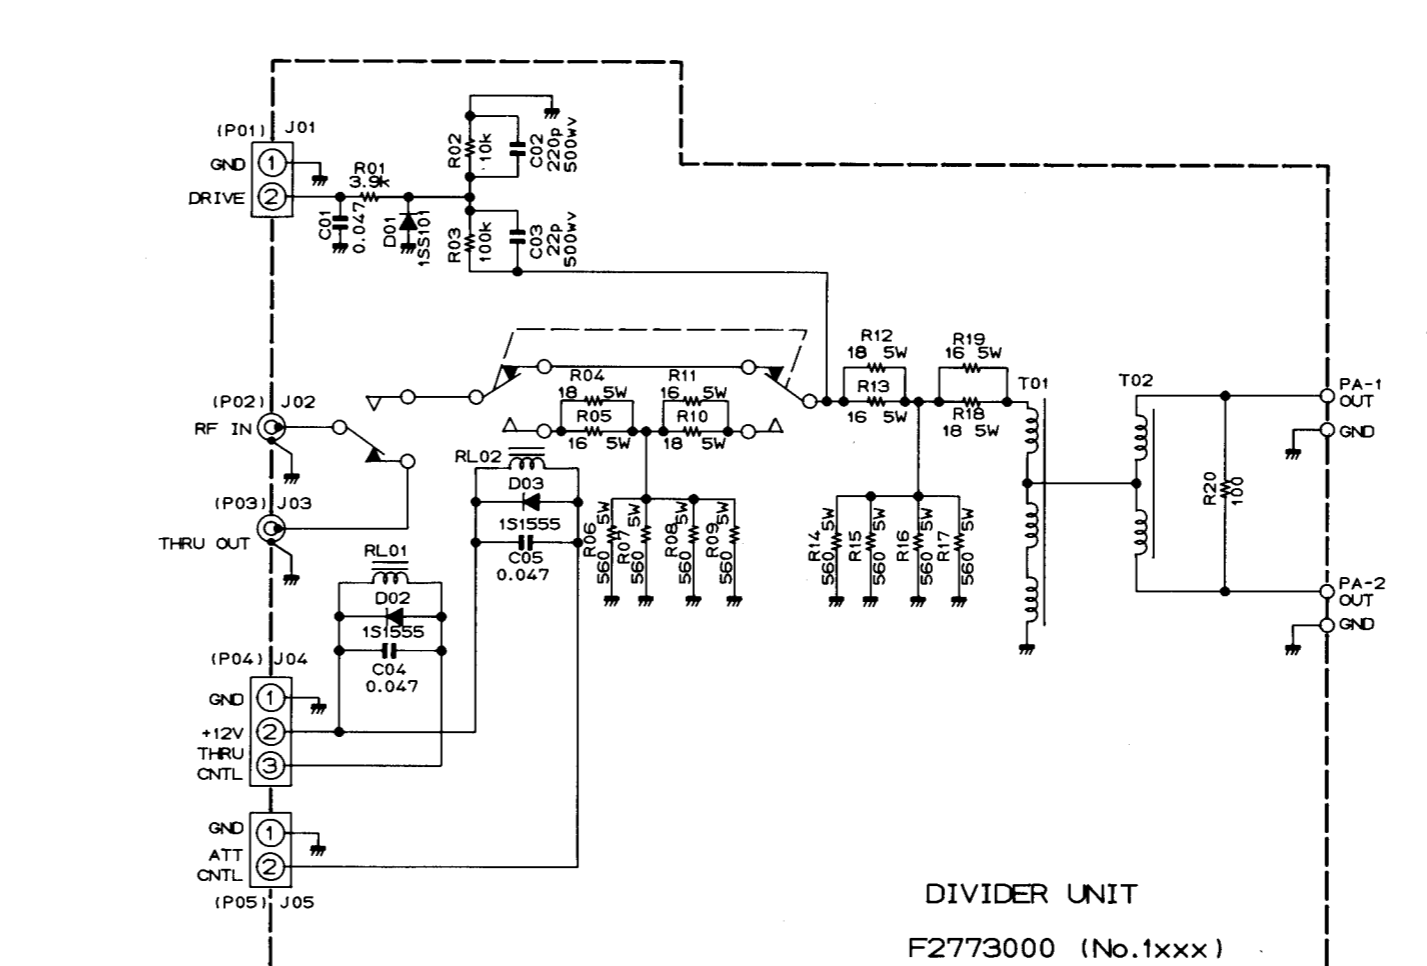 (P01) J01
GND 1
DRIVE 2
R01
3.9k
C01
0.047
D01
1SS101
R02
10k
C02
220p
500wv
R03
100k
C03
22p
500wv
(P02) J02
RF IN
(P03) J03
THRU OUT
RL01
D02
1S1555
C04
0.047
RL02
D03
1S1555
C05
0.047
R04
18 5W
R05
16 5W
R11
16 5W
R10
18 5W
R06
560 5W
R07
560 5W
R08
560 5W
R09
560 5W
R12
18 5W
R13
16 5W
R19
16 5W
R18
18 5W
R14
560 5W
R15
560 5W
R16
560 5W
R17
560 5W
T01
T02
R20
100
PA-1
OUT
GND
PA-2
OUT
GND
(P04) J04
GND 1
+12V 2
THRU
CNTL 3
GND 1
ATT
CNTL 2
(P05) J05
DIVIDER UNIT
F2773000 (No.1xxx)